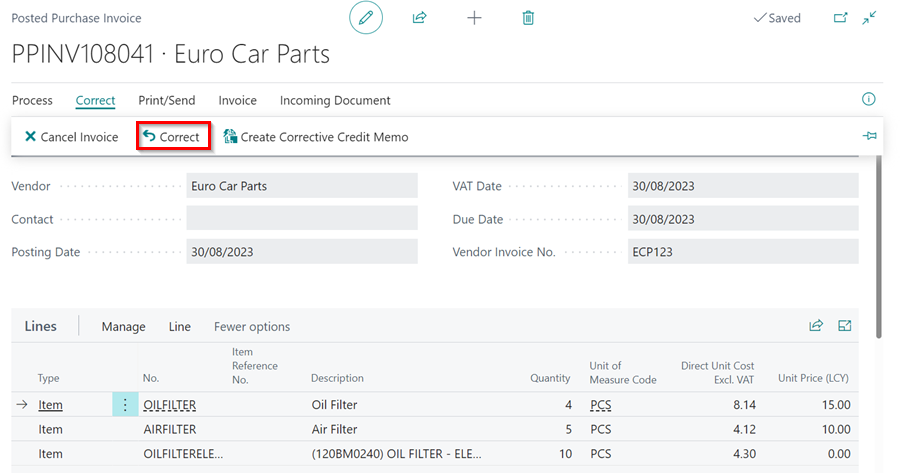 Posted Purchase Invoice
Saved
PPINV108041 · Euro Car Parts
Process Correct Print/Send Invoice Incoming Document
Cancel Invoice Correct Create Corrective Credit Memo
Vendor Euro Car Parts VAT Date 30/08/2023
Contact Due Date 30/08/2023
Posting Date 30/08/2023 Vendor Invoice No. ECP123
Lines Manage Line Fewer options
Type No. Item Reference No. Description Quantity Unit of Measure Code Direct Unit Cost Excl. VAT Unit Price (LCY)
Item OILFILTER Oil Filter 4 PCS 8.14 15.00
Item AIRFILTER Air Filter 5 PCS 4.12 10.00
Item OILFILTERELE... (120BM0240) OIL FILTER - ELE... 10 PCS 4.30 0.00